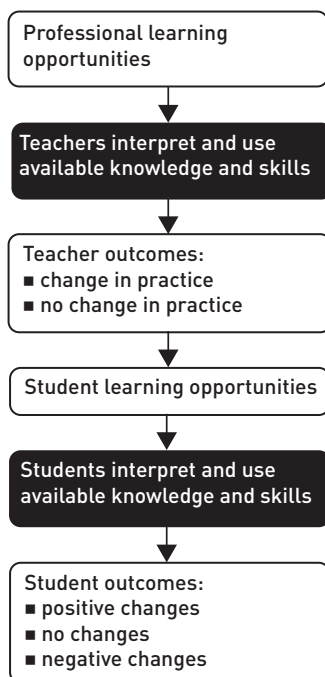 Professional learning
opportunities
Teachers interpret and use
available knowledge and skills
Teacher outcomes:
■ change in practice
■ no change in practice
Student learning opportunities
Students interpret and use
available knowledge and skills
Student outcomes:
■ positive changes
■ no changes
■ negative changes